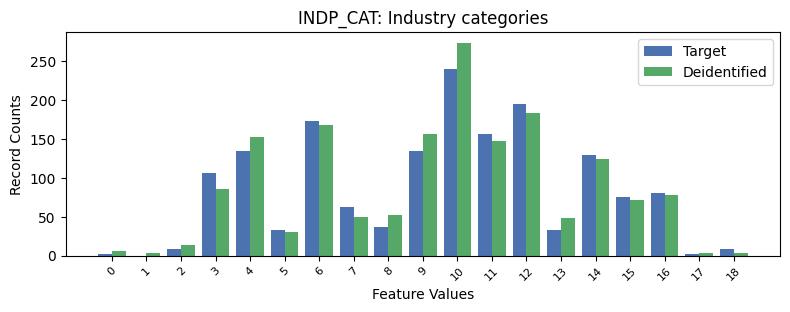 INDP_CAT: Industry categories
Record Counts
250
200
150
100
50
0
Target
Deidentified
0 1 2 3 4 5 6 7 8 9 10 11 12 13 14 15 16 17 18
Feature Values